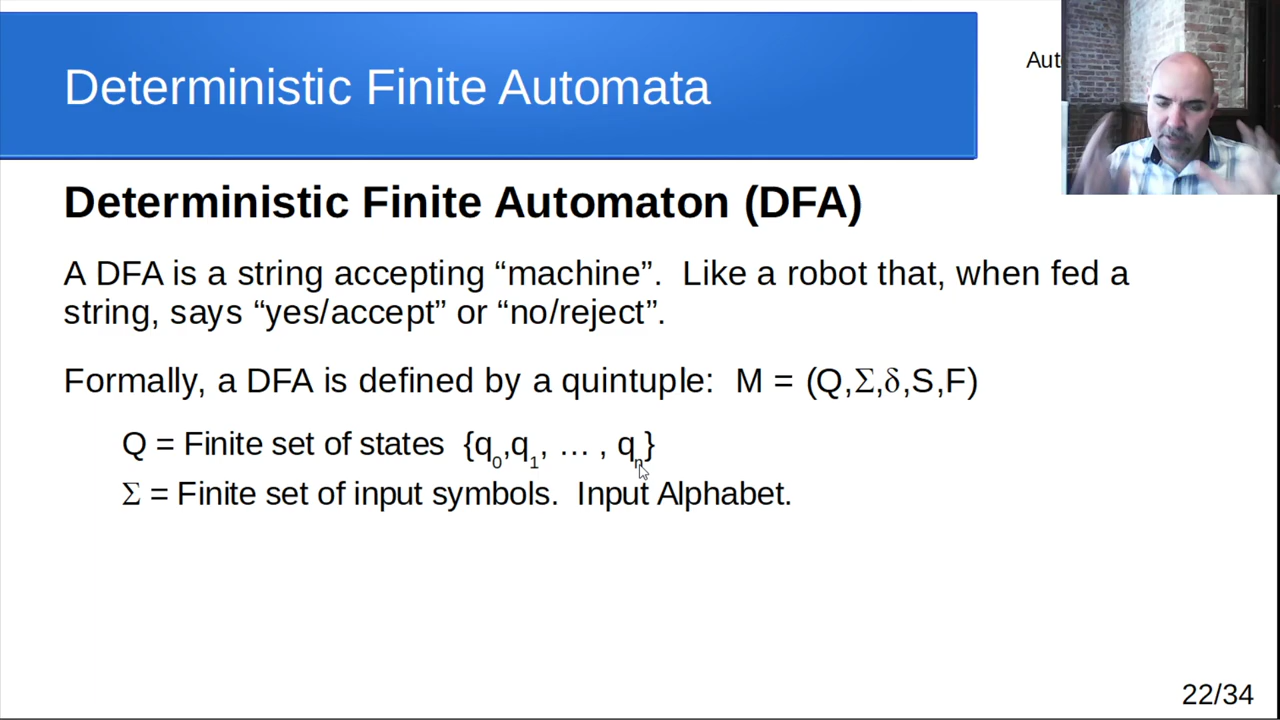 Deterministic Finite Automata
Aut
Deterministic Finite Automaton (DFA)
A DFA is a string accepting “machine”.  Like a robot that, when fed a
string, says “yes/accept” or “no/reject”.
Formally, a DFA is defined by a quintuple:  M = (Q,Σ,δ,S,F)
Q = Finite set of states  {q₀,q₁, … , qₙ}
Σ = Finite set of input symbols.  Input Alphabet.
22/34